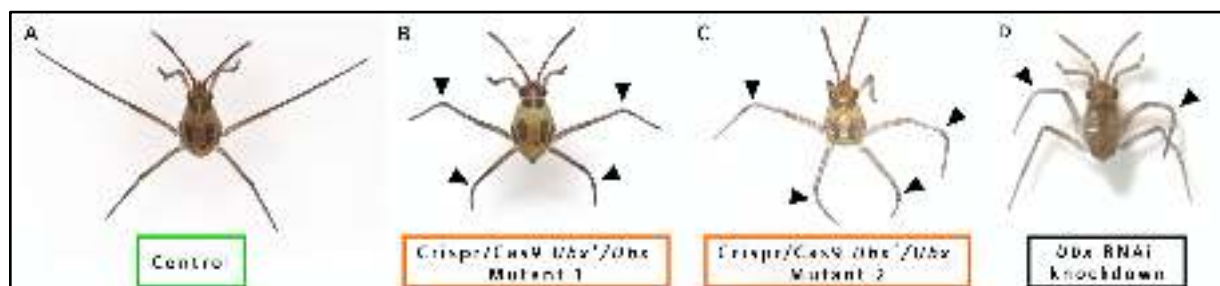 A
B
C
D
Control
Crispr/Cas9 Ubx⁺/Ubx
Mutant 1
Crispr/Cas9 Ubx⁺/Ubx
Mutant 2
Ubx RNAi
knockdown